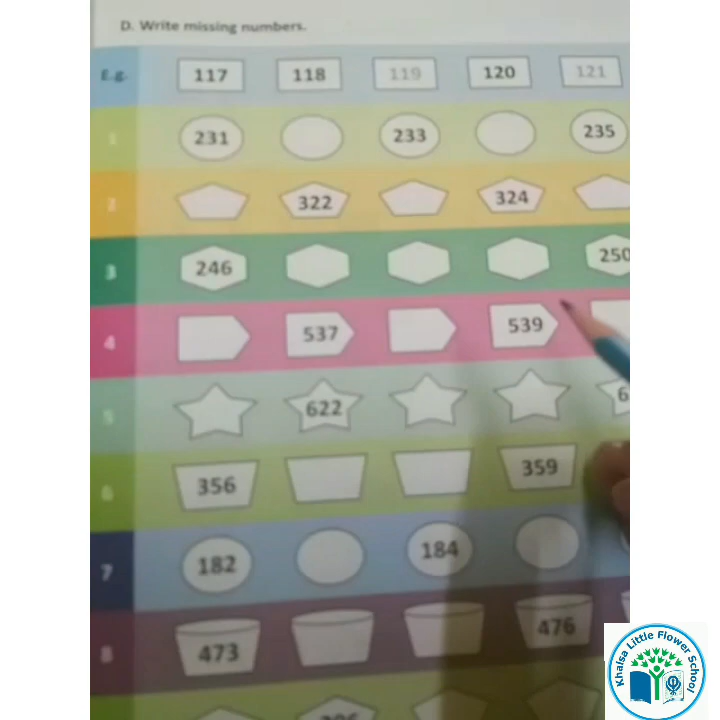 D. Write missing numbers.
E.g. 117 118 119 120 121
1 231 233 235
2 322 324
3 246 250
4 537 539
5 622
6 356 359
7 182 184
8 473 476
Khalsa Little Flower School